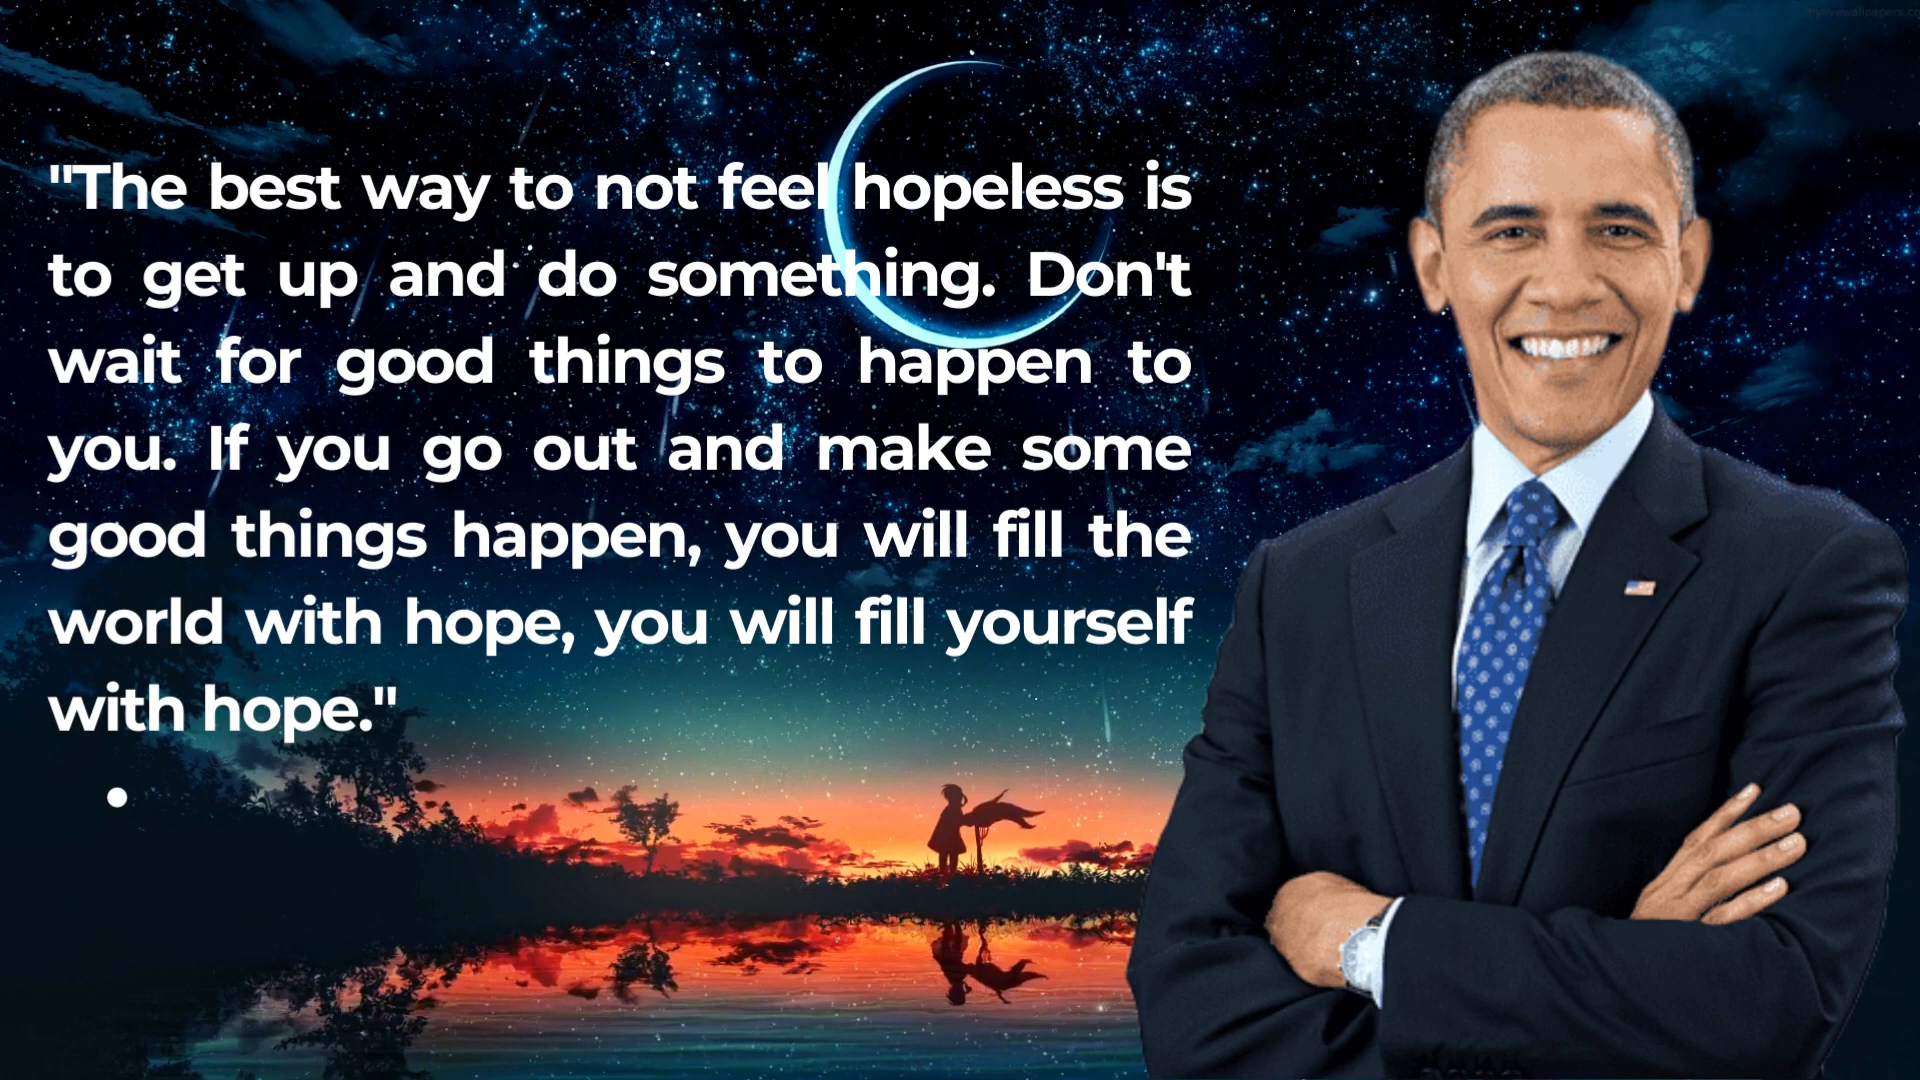 "The best way to not feel hopeless is
to get up and do something. Don't
wait for good things to happen to
you. If you go out and make some
good things happen, you will fill the
world with hope, you will fill yourself
with hope."
•